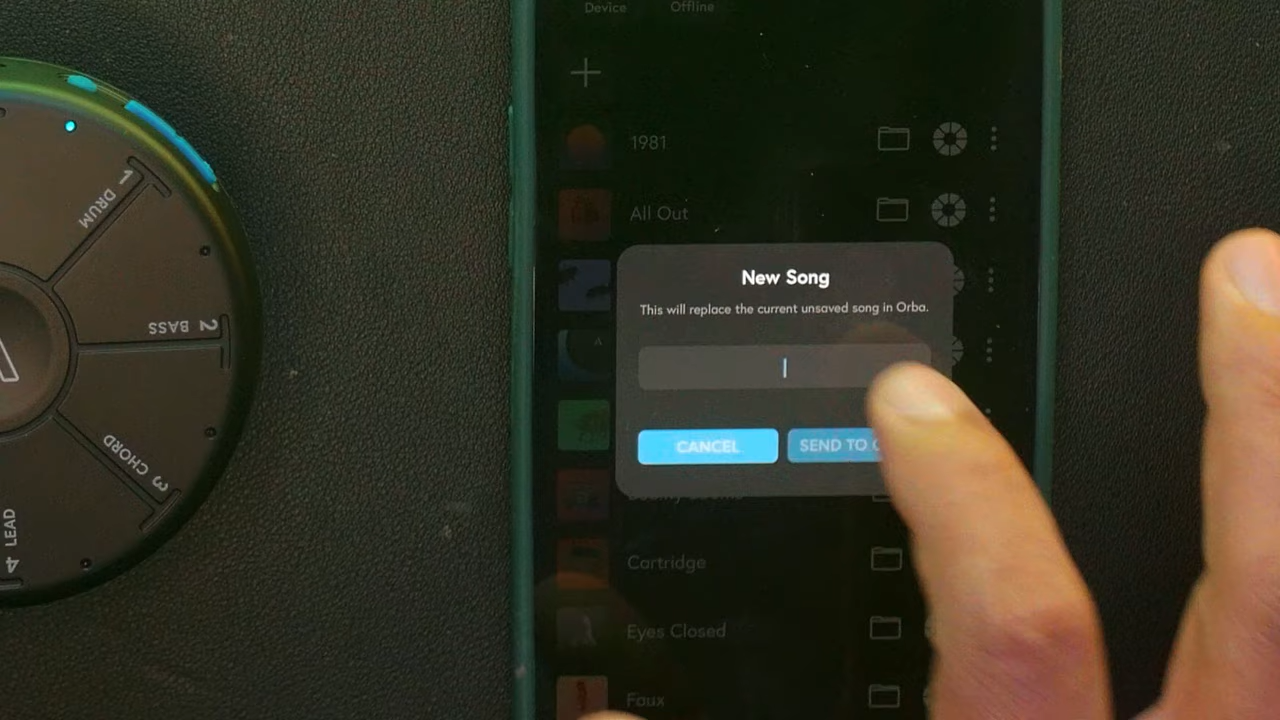 Device Offline
1981
All Out
New Song
This will replace the current unsaved song in Orba.
CANCEL
SEND TO
Cartridge
Eyes Closed
Faux
1 DRUM
2 BASS
3 CHORD
4 LEAD